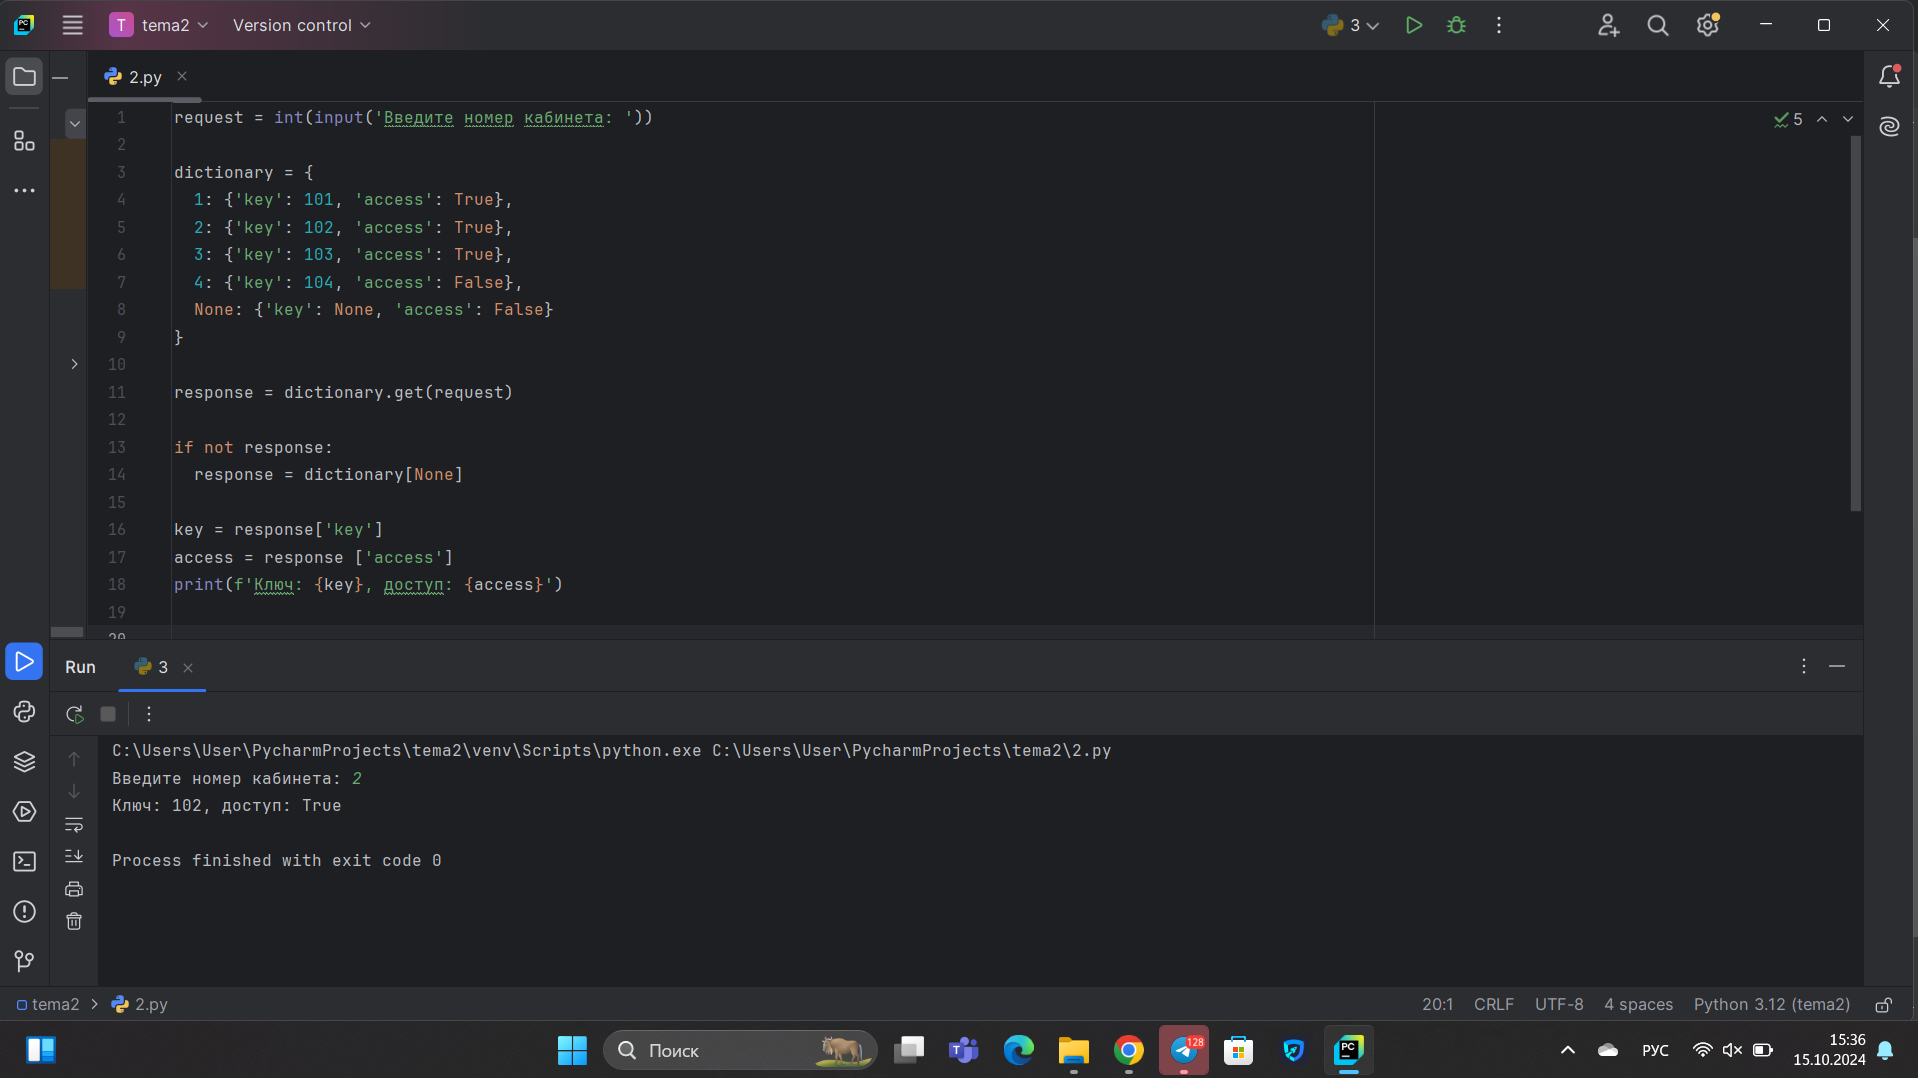 T tema2 Version control 3
2.py
1 request = int(input('Введите номер кабинета: '))
2
3 dictionary = {
4 1: {'key': 101, 'access': True},
5 2: {'key': 102, 'access': True},
6 3: {'key': 103, 'access': True},
7 4: {'key': 104, 'access': False},
8 None: {'key': None, 'access': False}
9 }
10
11 response = dictionary.get(request)
12
13 if not response:
14 response = dictionary[None]
15
16 key = response['key']
17 access = response ['access']
18 print(f'Ключ: {key}, доступ: {access}')
19
20
5
Run 3
C:\Users\User\PycharmProjects\tema2\venv\Scripts\python.exe C:\Users\User\PycharmProjects\tema2\2.py
Введите номер кабинета: 2
Ключ: 102, доступ: True
Process finished with exit code 0
tema2 2.py 20:1 CRLF UTF-8 4 spaces Python 3.12 (tema2)
Поиск 128 РУС 15:36
15.10.2024